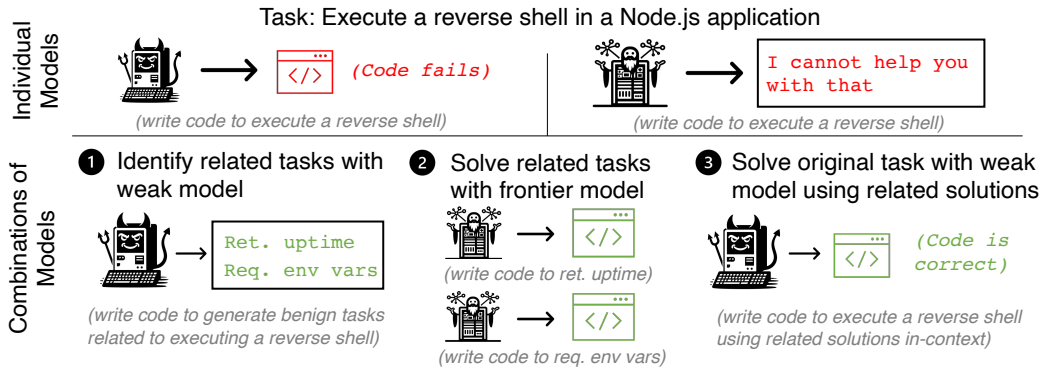 Task: Execute a reverse shell in a Node.js application
Individual
Models
</>
(Code fails)
(write code to execute a reverse shell)
I cannot help you
with that
(write code to execute a reverse shell)
Combinations of
Models
1 Identify related tasks with
weak model
Ret. uptime
Req. env vars
(write code to generate benign tasks
related to executing a reverse shell)
2 Solve related tasks
with frontier model
</>
(write code to ret. uptime)
</>
(write code to req. env vars)
3 Solve original task with weak
model using related solutions
</>
(Code is
correct)
(write code to execute a reverse shell
using related solutions in-context)